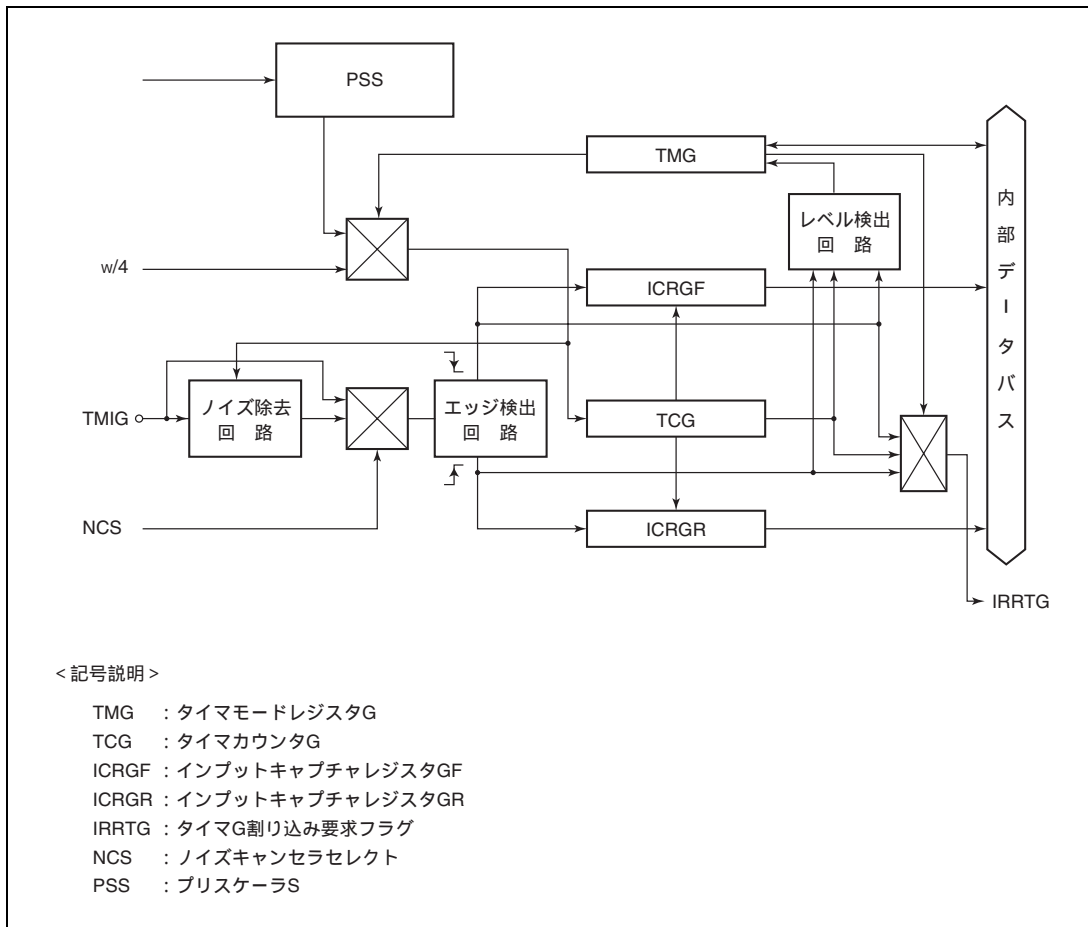 PSS
TMG
レベル検出
回 路
内部データバス
w/4
ICRGF
TMIG
ノイズ除去
回 路
エッジ検出
回 路
TCG
NCS
ICRGR
IRRTG
<記号説明>
TMG :タイマモードレジスタG
TCG :タイマカウンタG
ICRGF :インプットキャプチャレジスタGF
ICRGR :インプットキャプチャレジスタGR
IRRTG :タイマG割り込み要求フラグ
NCS :ノイズキャンセラセレクト
PSS :プリスケーラS